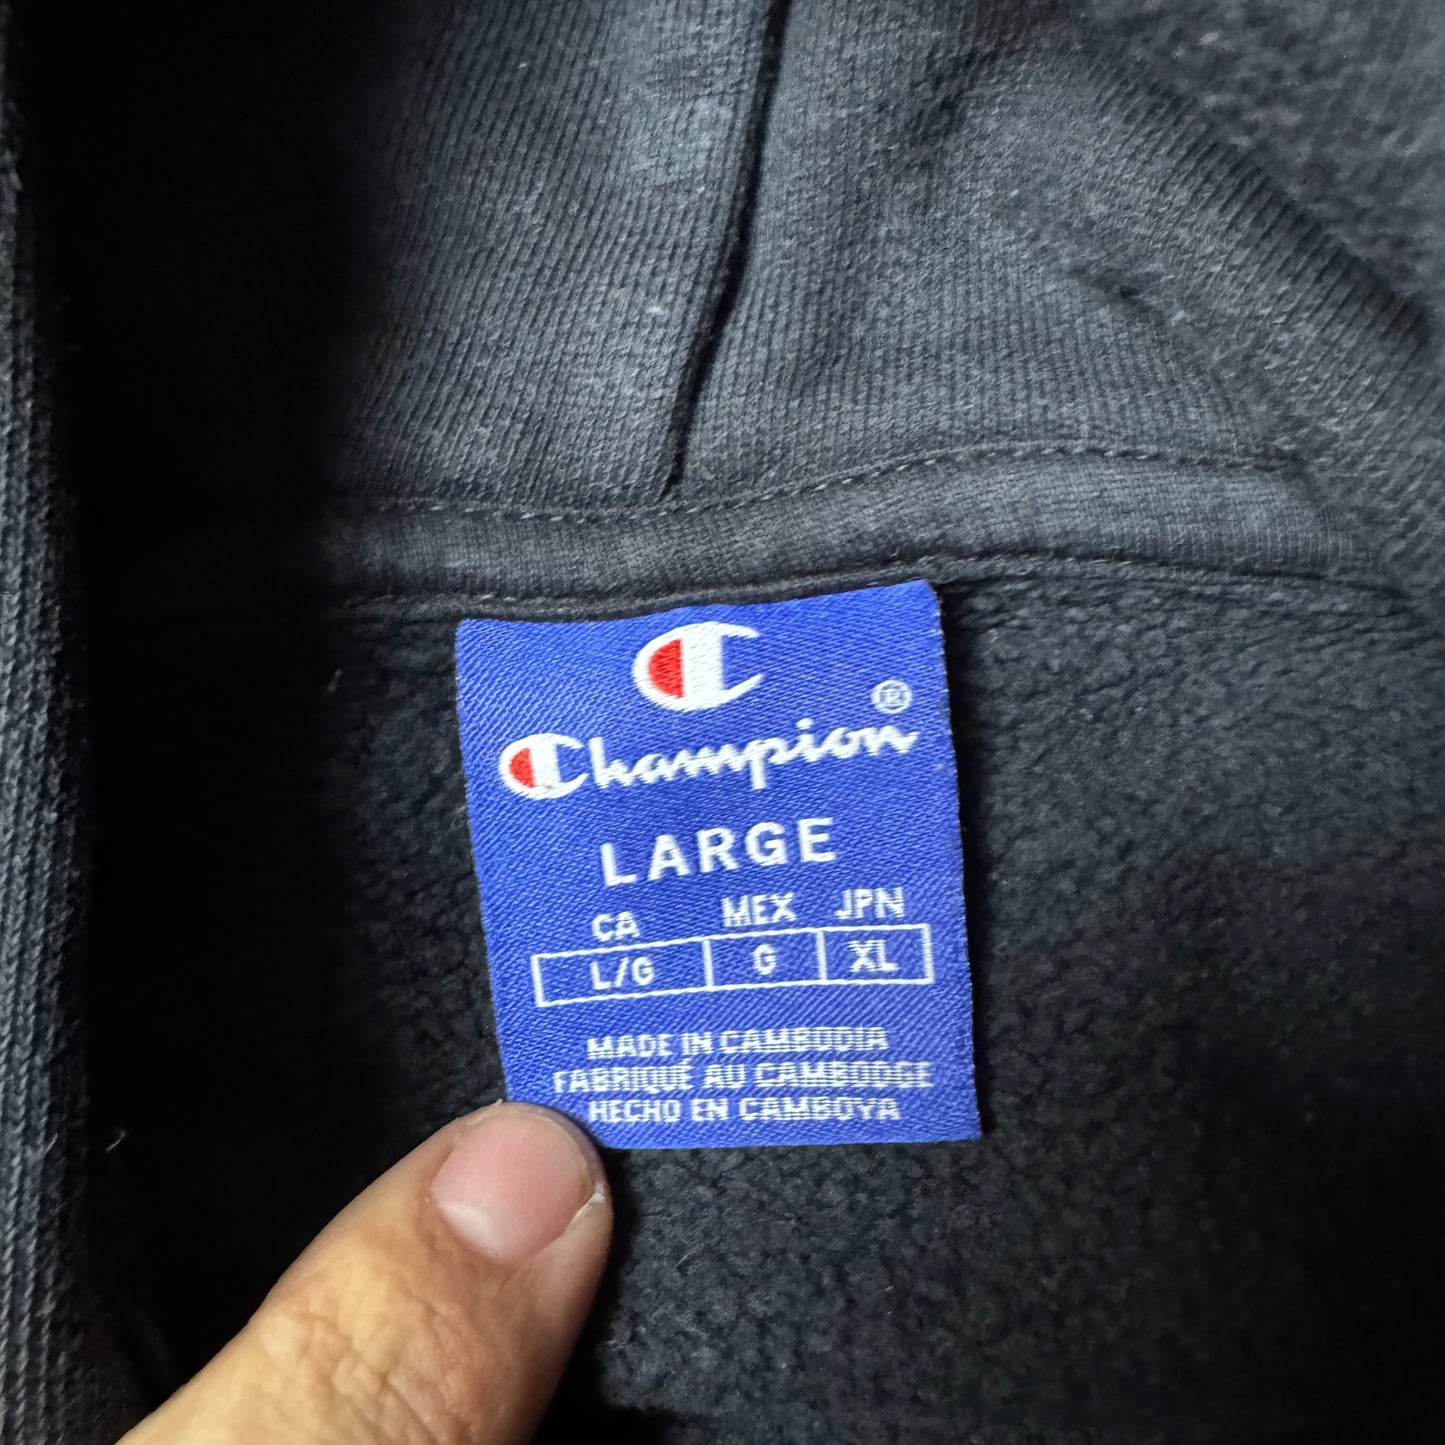 Champion®
LARGE
CA MEX JPN
L/G G XL
MADE IN CAMBODIA
FABRIQUÉ AU CAMBODGE
HECHO EN CAMBOYA